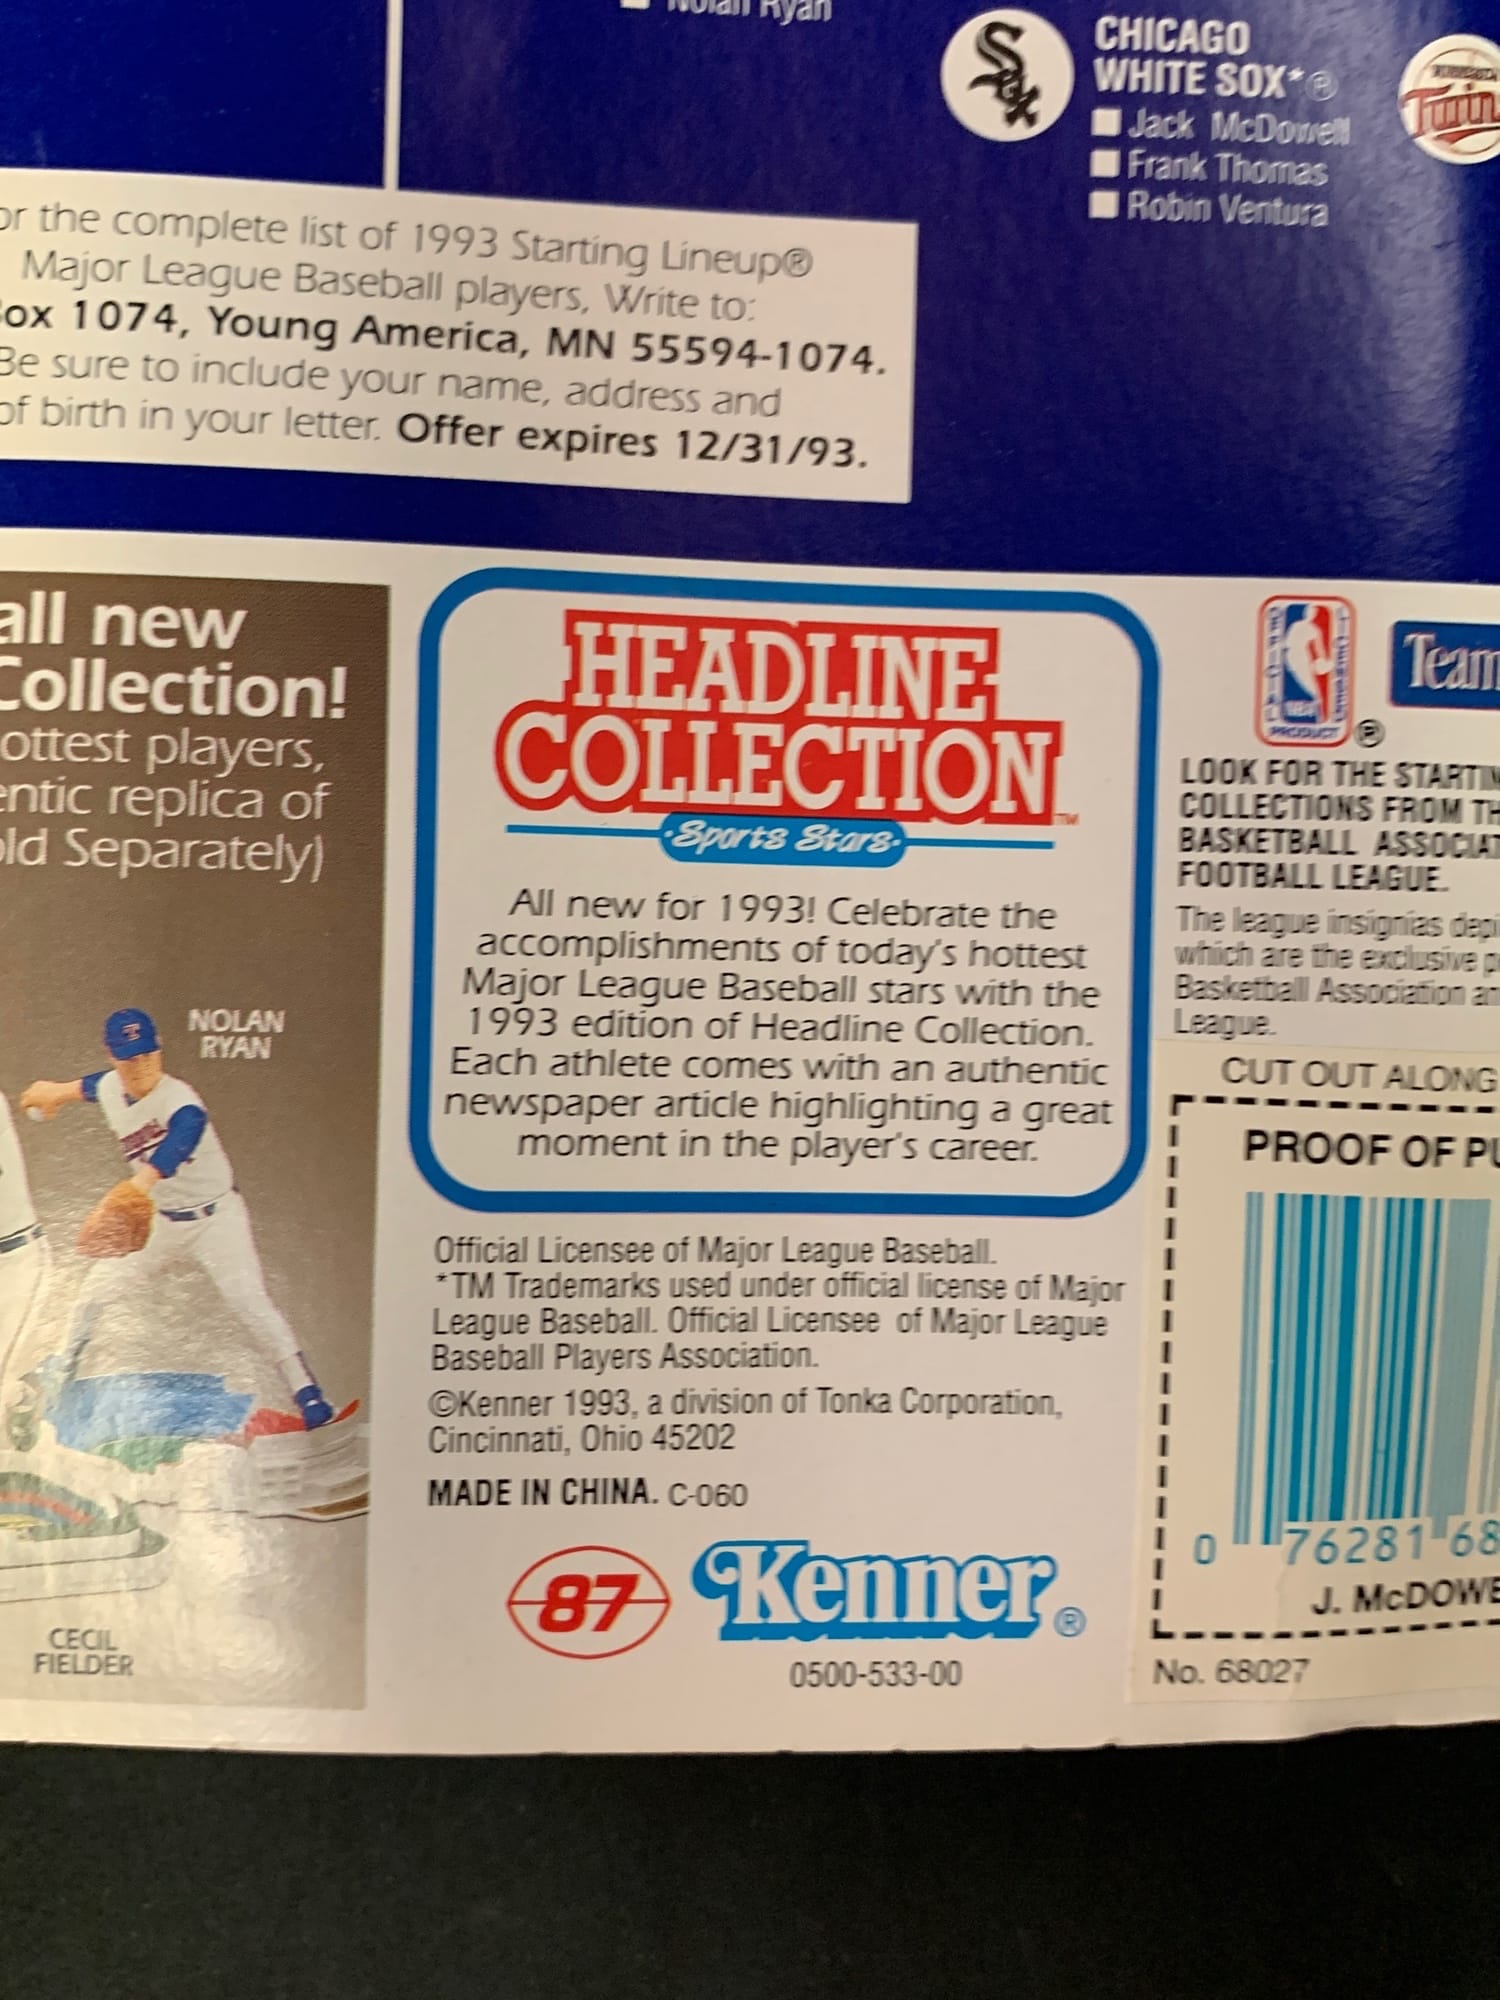 Nolan Ryan
CHICAGO
WHITE SOX*®
Jack McDowell
Frank Thomas
Robin Ventura
Sox
Twin
or the complete list of 1993 Starting Lineup®
Major League Baseball players, Write to:
ox 1074, Young America, MN 55594-1074.
Be sure to include your name, address and
of birth in your letter. Offer expires 12/31/93.
all new
Collection!
ottest players,
entic replica of
old Separately)
NOLAN
RYAN
CECIL
FIELDER
HEADLINE
COLLECTION™
·Sports Stars·
All new for 1993! Celebrate the
accomplishments of today's hottest
Major League Baseball stars with the
1993 edition of Headline Collection.
Each athlete comes with an authentic
newspaper article highlighting a great
moment in the player's career.
Official Licensee of Major League Baseball.
*TM Trademarks used under official license of Major
League Baseball. Official Licensee of Major League
Baseball Players Association.
©Kenner 1993, a division of Tonka Corporation,
Cincinnati, Ohio 45202
MADE IN CHINA. C-060
87
Kenner®
0500-533-00
NBA
PRODUCT ®
Team
LOOK FOR THE STARTIN
COLLECTIONS FROM TH
BASKETBALL ASSOCIAT
FOOTBALL LEAGUE.
The league insignias depi
which are the exclusive p
Basketball Association an
League.
CUT OUT ALONG
PROOF OF PU
0 76281 68
J. McDOWE
No. 68027